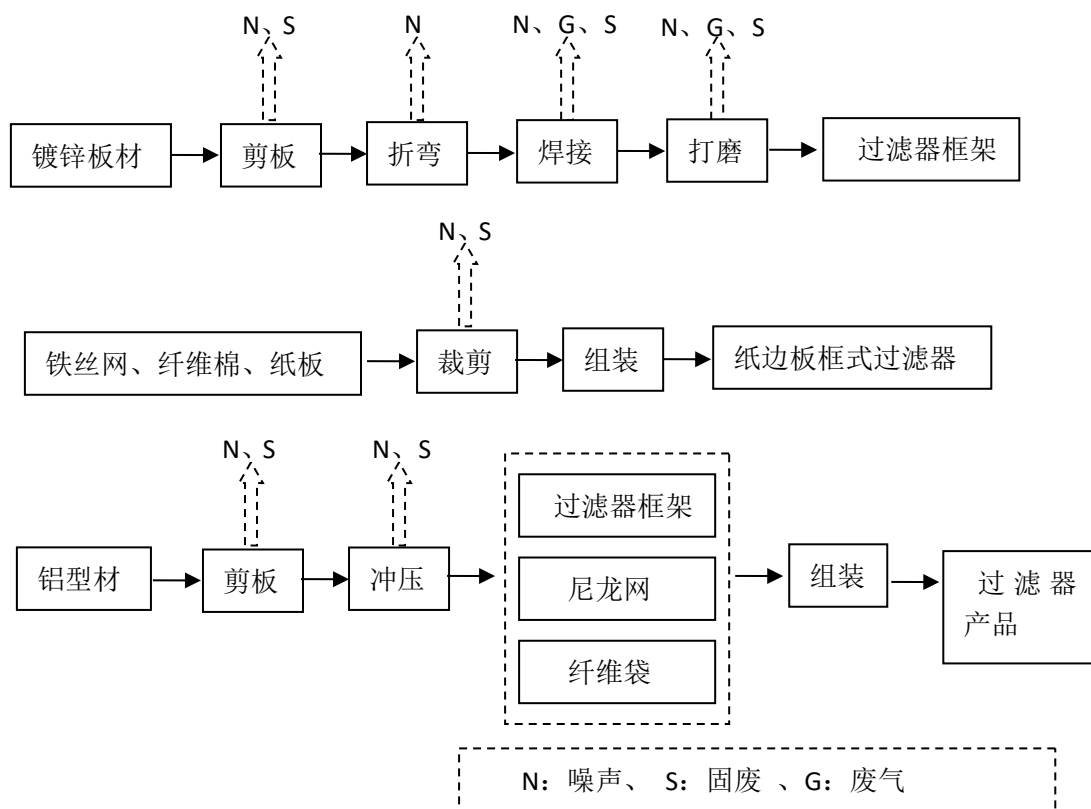 N、S
N
N、G、S
N、G、S
镀锌板材
剪板
折弯
焊接
打磨
过滤器框架
N、S
铁丝网、纤维棉、纸板
裁剪
组装
纸边板框式过滤器
N、S
N、S
铝型材
剪板
冲压
过滤器框架
尼龙网
纤维袋
组装
过滤器
产品
N：噪声、 S：固废 、G：废气